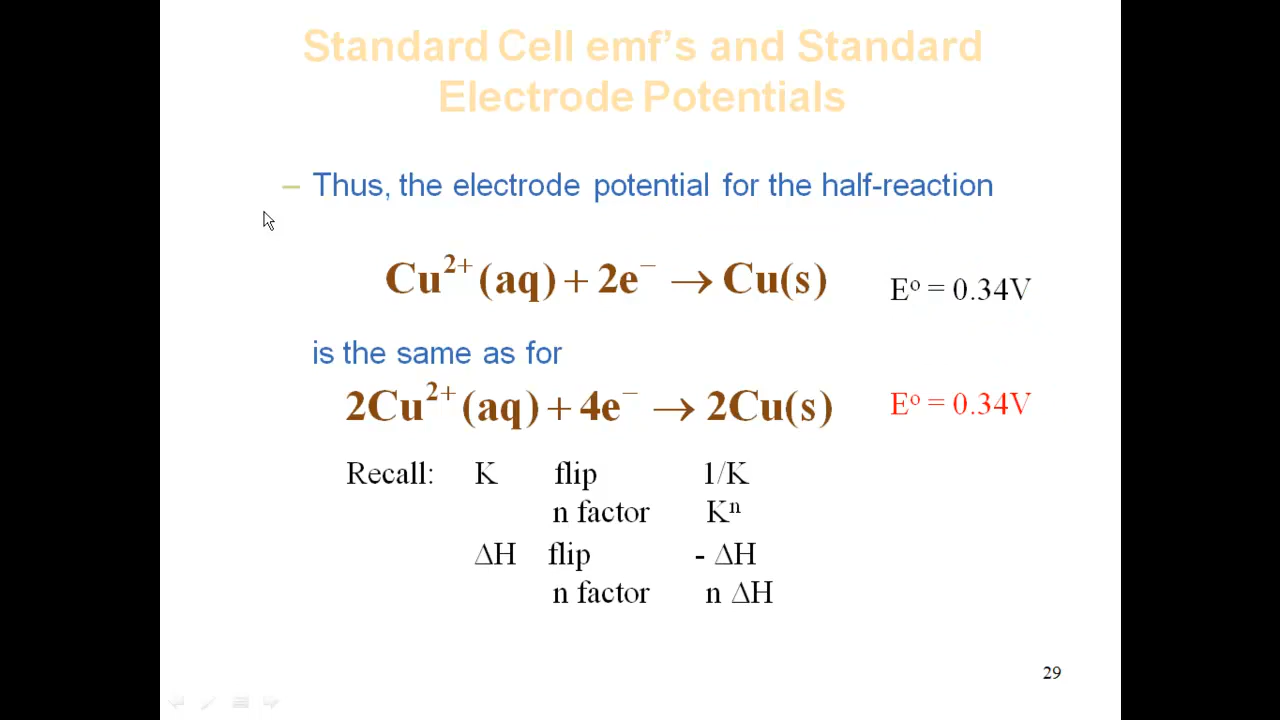 Standard Cell emf's and Standard
Electrode Potentials
– Thus, the electrode potential for the half-reaction
Cu²⁺(aq) + 2e⁻ → Cu(s) Eº = 0.34V
is the same as for
2Cu²⁺(aq) + 4e⁻ → 2Cu(s) Eº = 0.34V
Recall: K flip 1/K
n factor Kⁿ
ΔH flip - ΔH
n factor n ΔH
29